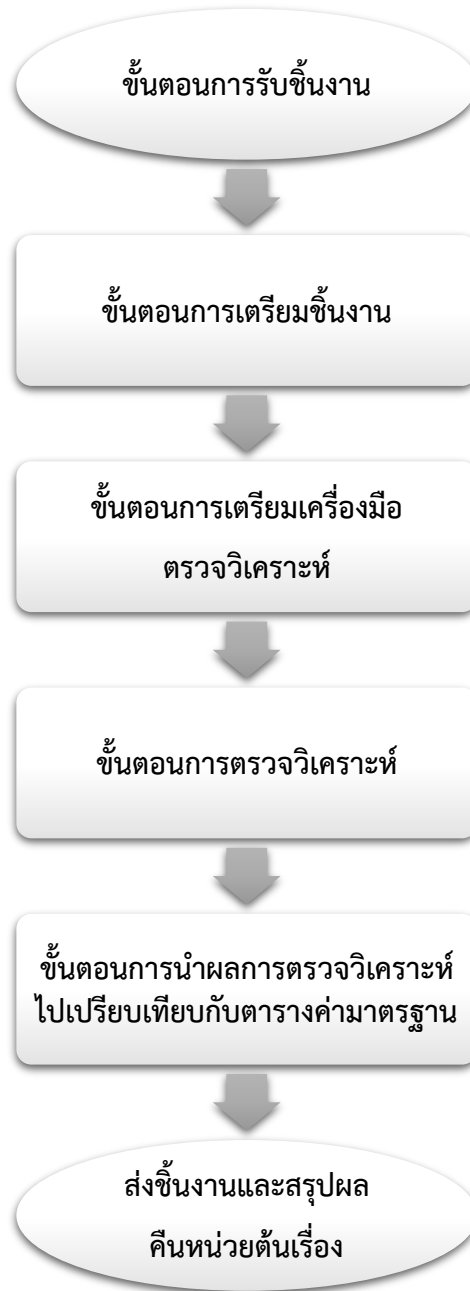 ขั้นตอนการรับชิ้นงาน
ขั้นตอนการเตรียมชิ้นงาน
ขั้นตอนการเตรียมเครื่องมือ
ตรวจวิเคราะห์
ขั้นตอนการตรวจวิเคราะห์
ขั้นตอนการนำผลการตรวจวิเคราะห์
ไปเปรียบเทียบกับตารางค่ามาตรฐาน
ส่งชิ้นงานและสรุปผล
คืนหน่วยต้นเรื่อง